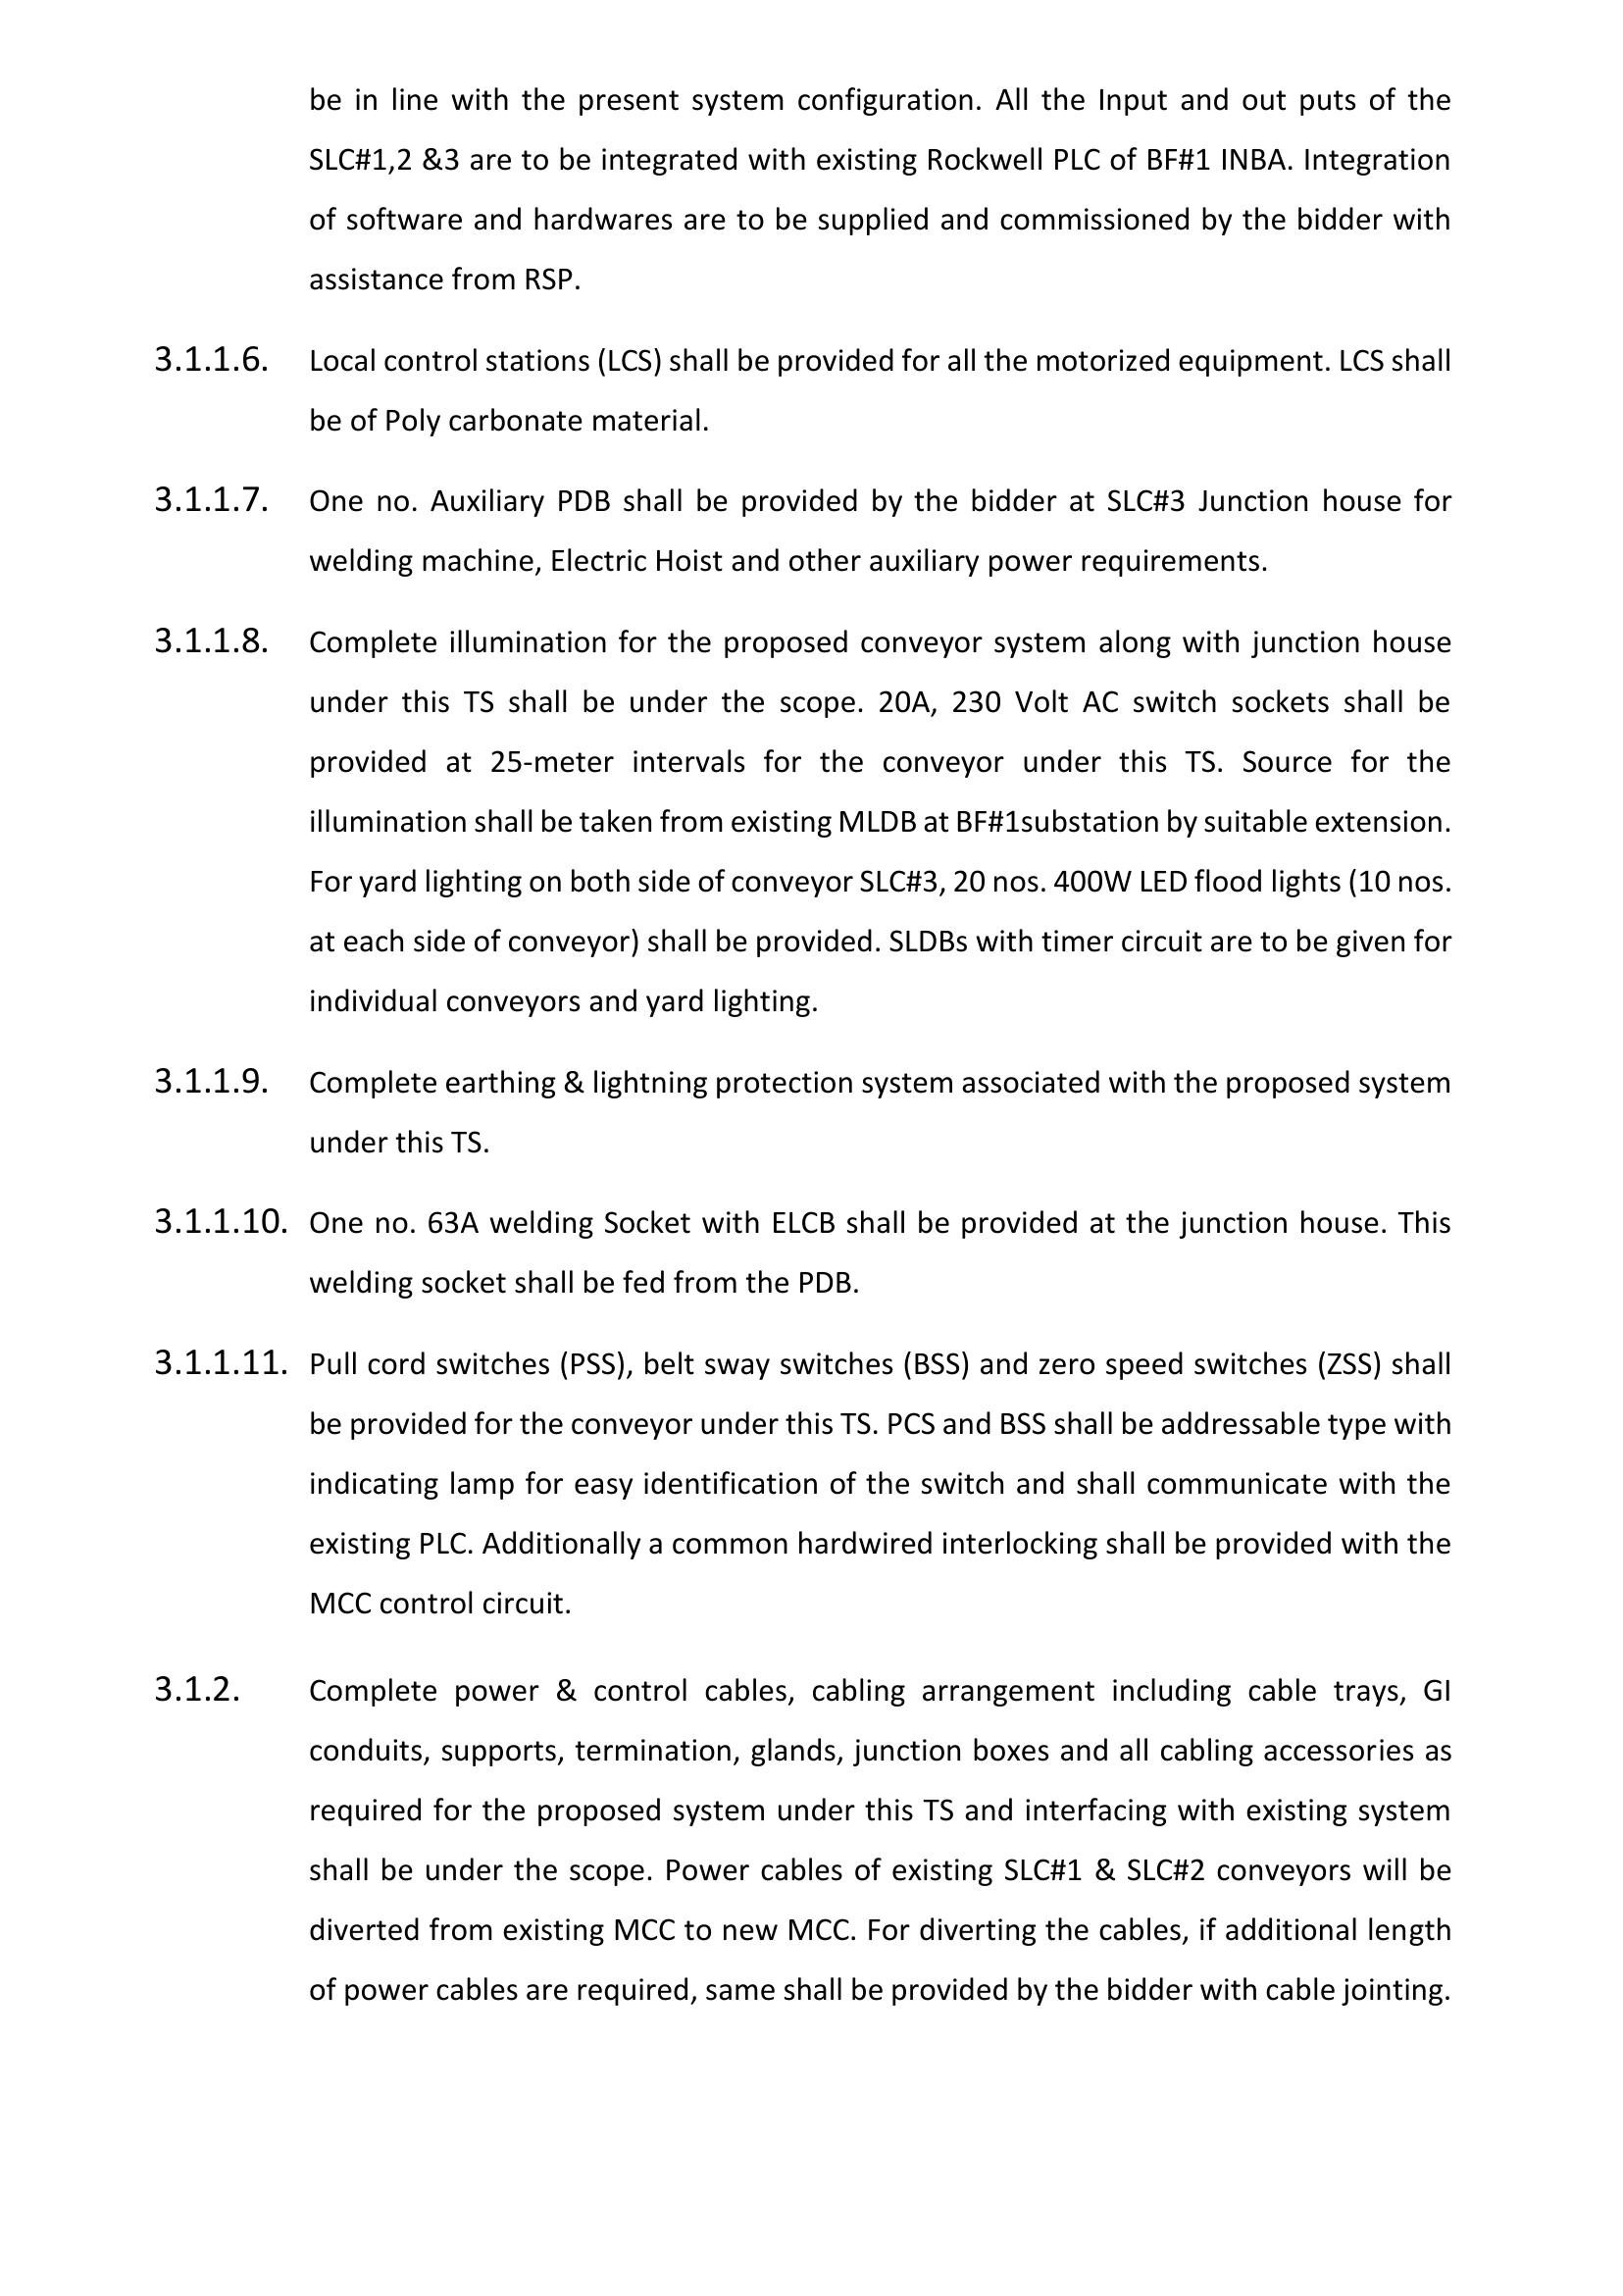 be in line with the present system configuration. All the Input and out puts of the
SLC#1,2 &3 are to be integrated with existing Rockwell PLC of BF#1 INBA. Integration
of software and hardwares are to be supplied and commissioned by the bidder with
assistance from RSP.
3.1.1.6. Local control stations (LCS) shall be provided for all the motorized equipment. LCS shall
be of Poly carbonate material.
3.1.1.7. One no. Auxiliary PDB shall be provided by the bidder at SLC#3 Junction house for
welding machine, Electric Hoist and other auxiliary power requirements.
3.1.1.8. Complete illumination for the proposed conveyor system along with junction house
under this TS shall be under the scope. 20A, 230 Volt AC switch sockets shall be
provided at 25-meter intervals for the conveyor under this TS. Source for the
illumination shall be taken from existing MLDB at BF#1substation by suitable extension.
For yard lighting on both side of conveyor SLC#3, 20 nos. 400W LED flood lights (10 nos.
at each side of conveyor) shall be provided. SLDBs with timer circuit are to be given for
individual conveyors and yard lighting.
3.1.1.9. Complete earthing & lightning protection system associated with the proposed system
under this TS.
3.1.1.10. One no. 63A welding Socket with ELCB shall be provided at the junction house. This
welding socket shall be fed from the PDB.
3.1.1.11. Pull cord switches (PSS), belt sway switches (BSS) and zero speed switches (ZSS) shall
be provided for the conveyor under this TS. PCS and BSS shall be addressable type with
indicating lamp for easy identification of the switch and shall communicate with the
existing PLC. Additionally a common hardwired interlocking shall be provided with the
MCC control circuit.
3.1.2. Complete power & control cables, cabling arrangement including cable trays, GI
conduits, supports, termination, glands, junction boxes and all cabling accessories as
required for the proposed system under this TS and interfacing with existing system
shall be under the scope. Power cables of existing SLC#1 & SLC#2 conveyors will be
diverted from existing MCC to new MCC. For diverting the cables, if additional length
of power cables are required, same shall be provided by the bidder with cable jointing.